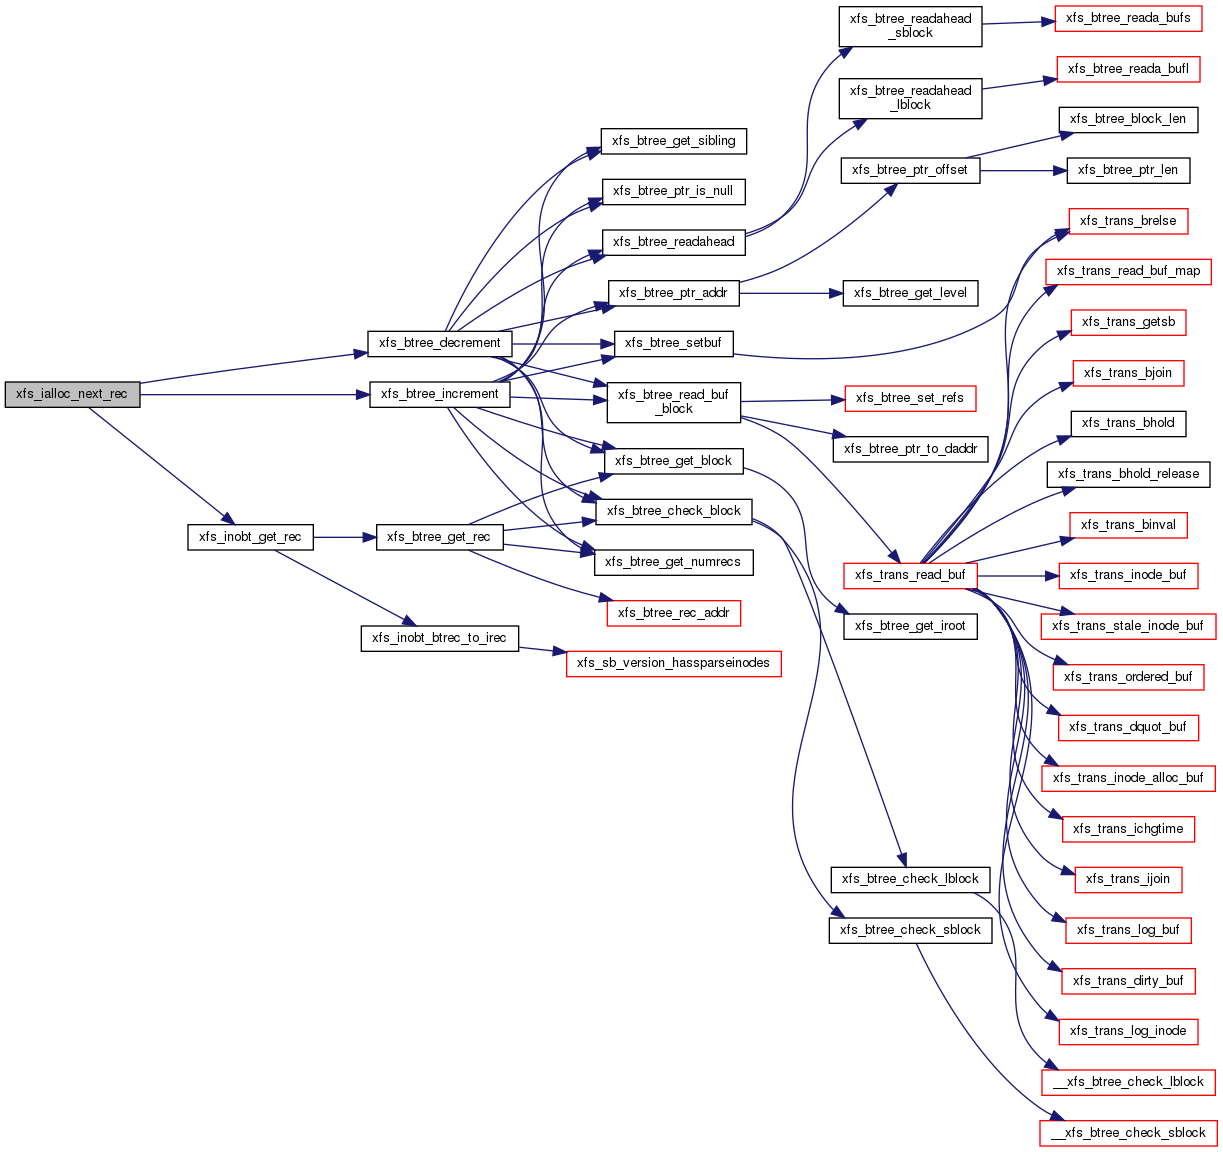 xfs_ialloc_next_rec
xfs_btree_decrement
xfs_btree_increment
xfs_inobt_get_rec
xfs_btree_get_rec
xfs_inobt_btrec_to_irec
xfs_btree_get_sibling
xfs_btree_ptr_is_null
xfs_btree_readahead
xfs_btree_ptr_addr
xfs_btree_setbuf
xfs_btree_read_buf
_block
xfs_btree_get_block
xfs_btree_check_block
xfs_btree_get_numrecs
xfs_btree_rec_addr
xfs_sb_version_hassparseinodes
xfs_btree_readahead
_sblock
xfs_btree_readahead
_lblock
xfs_btree_ptr_offset
xfs_btree_get_level
xfs_btree_set_refs
xfs_btree_ptr_to_daddr
xfs_trans_read_buf
xfs_btree_get_iroot
xfs_btree_check_lblock
xfs_btree_check_sblock
xfs_btree_reada_bufs
xfs_btree_reada_bufl
xfs_btree_block_len
xfs_btree_ptr_len
xfs_trans_brelse
xfs_trans_read_buf_map
xfs_trans_getsb
xfs_trans_bjoin
xfs_trans_bhold
xfs_trans_bhold_release
xfs_trans_binval
xfs_trans_inode_buf
xfs_trans_stale_inode_buf
xfs_trans_ordered_buf
xfs_trans_dquot_buf
xfs_trans_inode_alloc_buf
xfs_trans_ichgtime
xfs_trans_ijoin
xfs_trans_log_buf
xfs_trans_dirty_buf
xfs_trans_log_inode
__xfs_btree_check_lblock
__xfs_btree_check_sblock